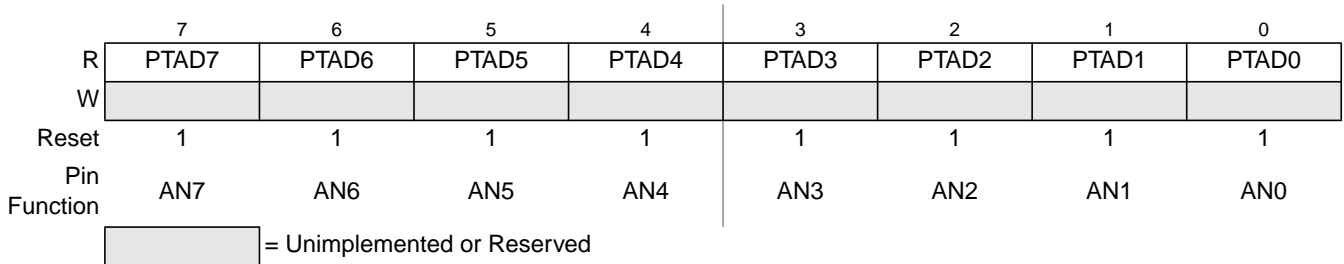 7 6 5 4 3 2 1 0
R PTAD7 PTAD6 PTAD5 PTAD4 PTAD3 PTAD2 PTAD1 PTAD0
W
Reset 1 1 1 1 1 1 1 1
Pin
Function AN7 AN6 AN5 AN4 AN3 AN2 AN1 AN0
= Unimplemented or Reserved